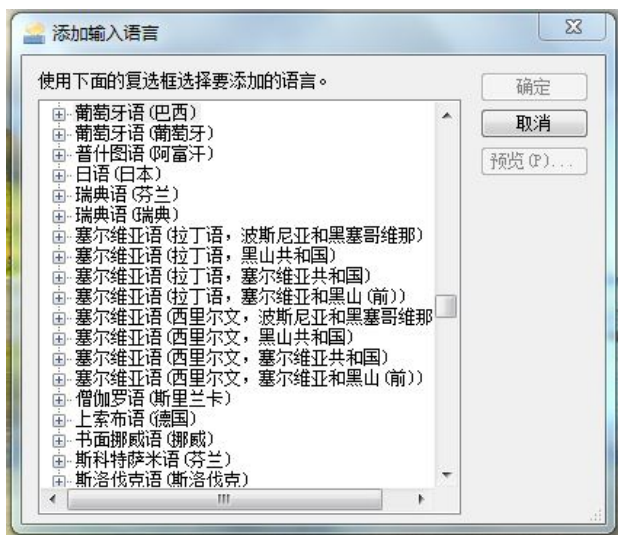 添加输入语言
使用下面的复选框选择要添加的语言。
确定
取消
预览(P)...
葡萄牙语(巴西)
葡萄牙语(葡萄牙)
普什图语(阿富汗)
日语(日本)
瑞典语(芬兰)
瑞典语(瑞典)
塞尔维亚语(拉丁语，波斯尼亚和黑塞哥维那)
塞尔维亚语(拉丁语，黑山共和国)
塞尔维亚语(拉丁语，塞尔维亚共和国)
塞尔维亚语(拉丁语，塞尔维亚和黑山(前))
塞尔维亚语(西里尔文，波斯尼亚和黑塞哥维那
塞尔维亚语(西里尔文，黑山共和国)
塞尔维亚语(西里尔文，塞尔维亚共和国)
塞尔维亚语(西里尔文，塞尔维亚和黑山(前))
僧伽罗语(斯里兰卡)
上索布语(德国)
书面挪威语(挪威)
斯科特萨米语(芬兰)
斯洛伐克语(斯洛伐克)